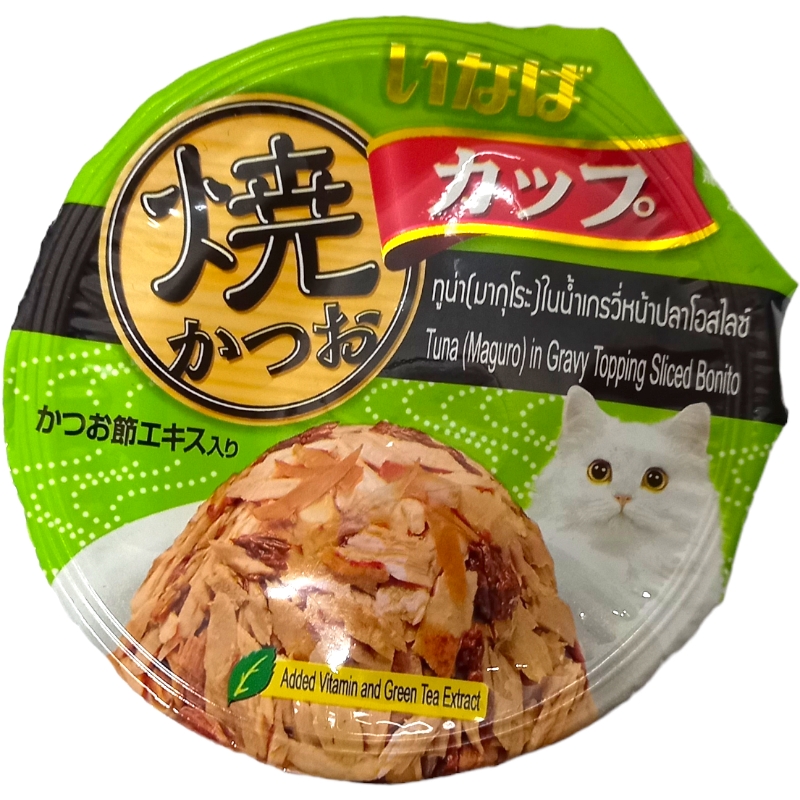 いなば
カップ。
焼
かつお
ทูน่า(มากุโระ)ในน้ำเกรวี่หน้าปลาโอสไลซ์
Tuna (Maguro) in Gravy Topping Sliced Bonito
かつお節エキス入り
Added Vitamin and Green Tea Extract